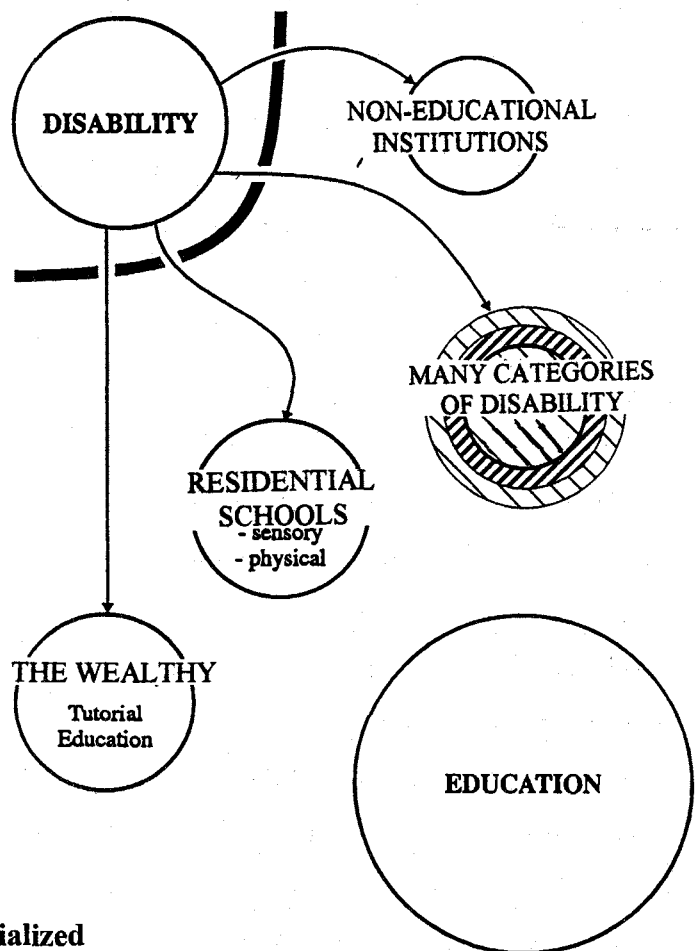 DISABILITY
NON-EDUCATIONAL
INSTITUTIONS
MANY CATEGORIES
OF DISABILITY
RESIDENTIAL
SCHOOLS
- sensory
- physical
THE WEALTHY
Tutorial
Education
EDUCATION
ialized